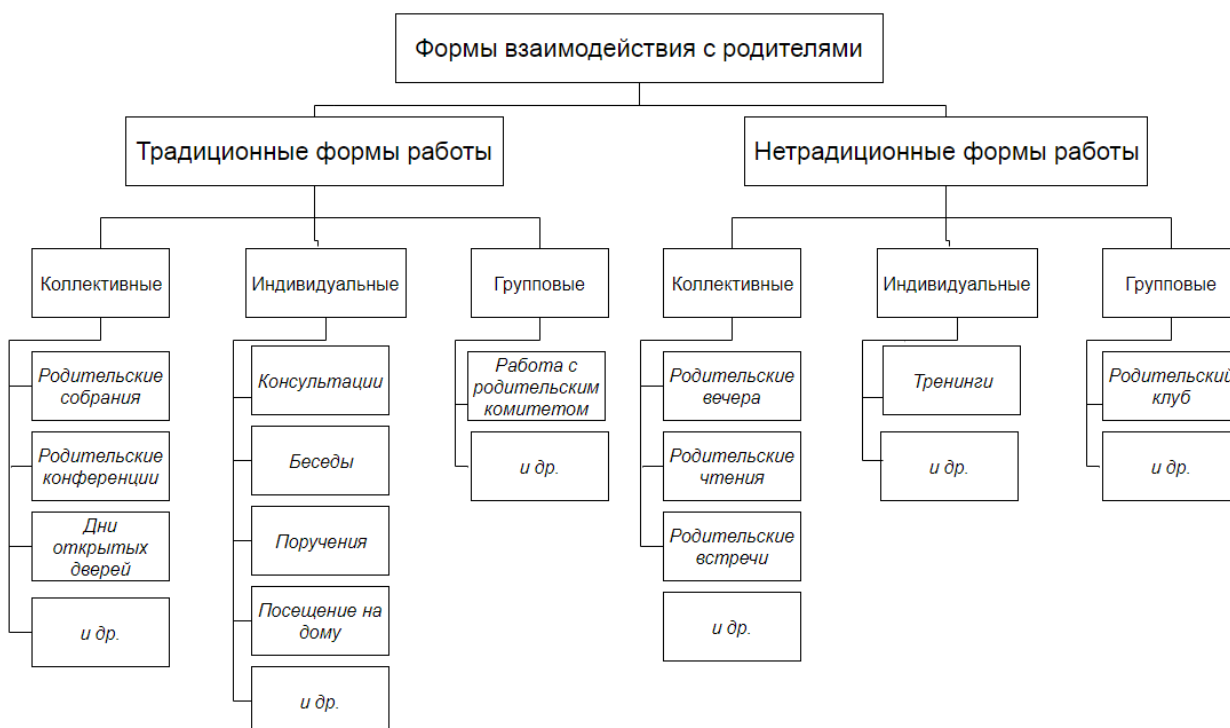 Формы взаимодействия с родителями
Традиционные формы работы
Нетрадиционные формы работы
Коллективные
Индивидуальные
Групповые
Коллективные
Индивидуальные
Групповые
Родительские
собрания
Родительские
конференции
Дни
открытых
дверей
и др.
Консультации
Беседы
Поручения
Посещение на
дому
и др.
Работа с
родительским
комитетом
и др.
Родительские
вечера
Родительские
чтения
Родительские
встречи
и др.
Тренинги
и др.
Родительский
клуб
и др.